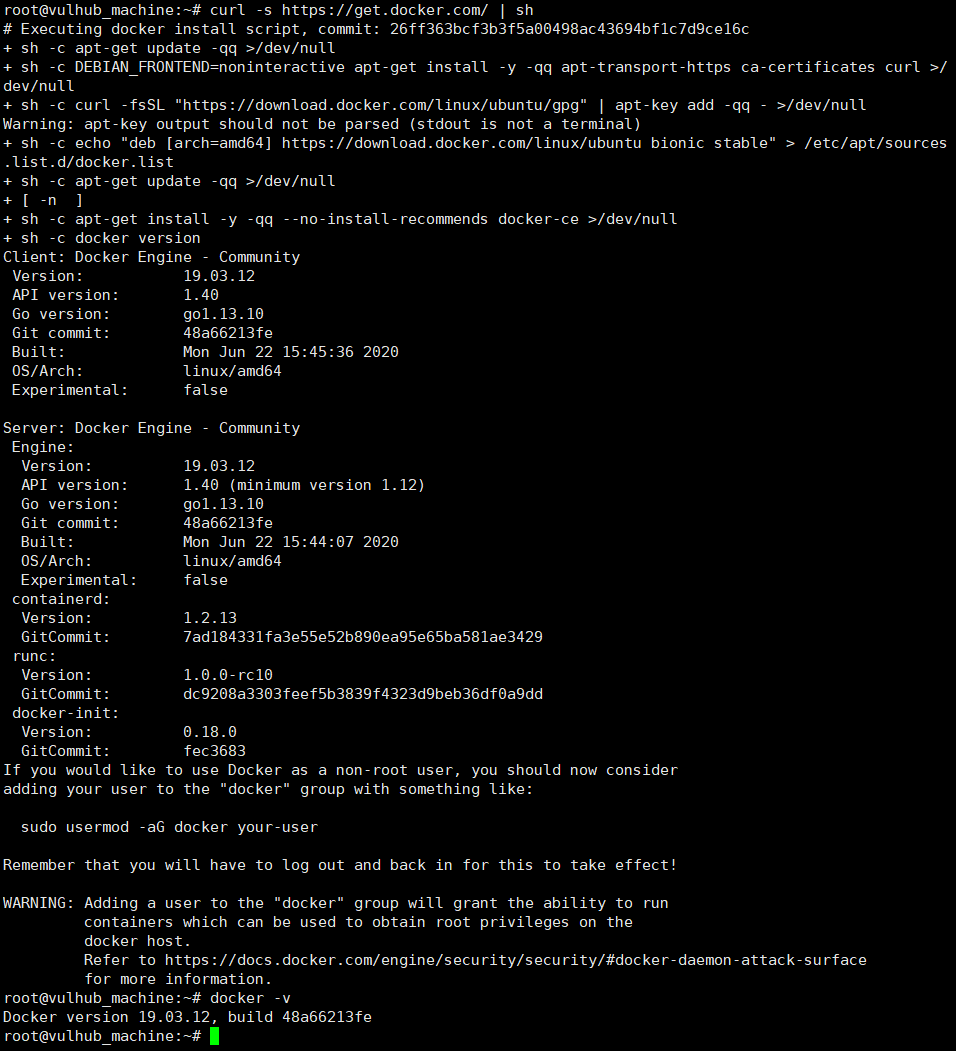 root@vulhub_machine:~# curl -s https://get.docker.com/ | sh
# Executing docker install script, commit: 26ff363bcf3b3f5a00498ac43694bf1c7d9ce16c
+ sh -c apt-get update -qq >/dev/null
+ sh -c DEBIAN_FRONTEND=noninteractive apt-get install -y -qq apt-transport-https ca-certificates curl >/
dev/null
+ sh -c curl -fsSL "https://download.docker.com/linux/ubuntu/gpg" | apt-key add -qq - >/dev/null
Warning: apt-key output should not be parsed (stdout is not a terminal)
+ sh -c echo "deb [arch=amd64] https://download.docker.com/linux/ubuntu bionic stable" > /etc/apt/sources
.list.d/docker.list
+ sh -c apt-get update -qq >/dev/null
+ [ -n  ]
+ sh -c apt-get install -y -qq --no-install-recommends docker-ce >/dev/null
+ sh -c docker version
Client: Docker Engine - Community
 Version:           19.03.12
 API version:       1.40
 Go version:        go1.13.10
 Git commit:        48a66213fe
 Built:             Mon Jun 22 15:45:36 2020
 OS/Arch:           linux/amd64
 Experimental:      false

Server: Docker Engine - Community
 Engine:
  Version:          19.03.12
  API version:      1.40 (minimum version 1.12)
  Go version:       go1.13.10
  Git commit:       48a66213fe
  Built:            Mon Jun 22 15:44:07 2020
  OS/Arch:          linux/amd64
  Experimental:     false
 containerd:
  Version:          1.2.13
  GitCommit:        7ad184331fa3e55e52b890ea95e65ba581ae3429
 runc:
  Version:          1.0.0-rc10
  GitCommit:        dc9208a3303feef5b3839f4323d9beb36df0a9dd
 docker-init:
  Version:          0.18.0
  GitCommit:        fec3683
If you would like to use Docker as a non-root user, you should now consider
adding your user to the "docker" group with something like:

  sudo usermod -aG docker your-user

Remember that you will have to log out and back in for this to take effect!

WARNING: Adding a user to the "docker" group will grant the ability to run
         containers which can be used to obtain root privileges on the
         docker host.
         Refer to https://docs.docker.com/engine/security/security/#docker-daemon-attack-surface
         for more information.
root@vulhub_machine:~# docker -v
Docker version 19.03.12, build 48a66213fe
root@vulhub_machine:~#